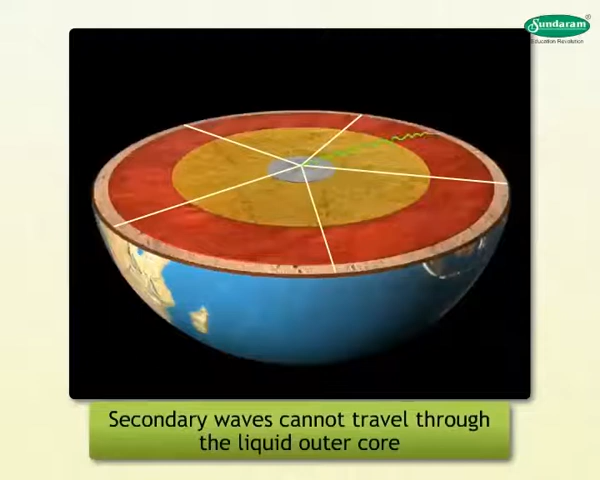 Sundaram®
Education Revolution
Secondary waves cannot travel through
the liquid outer core